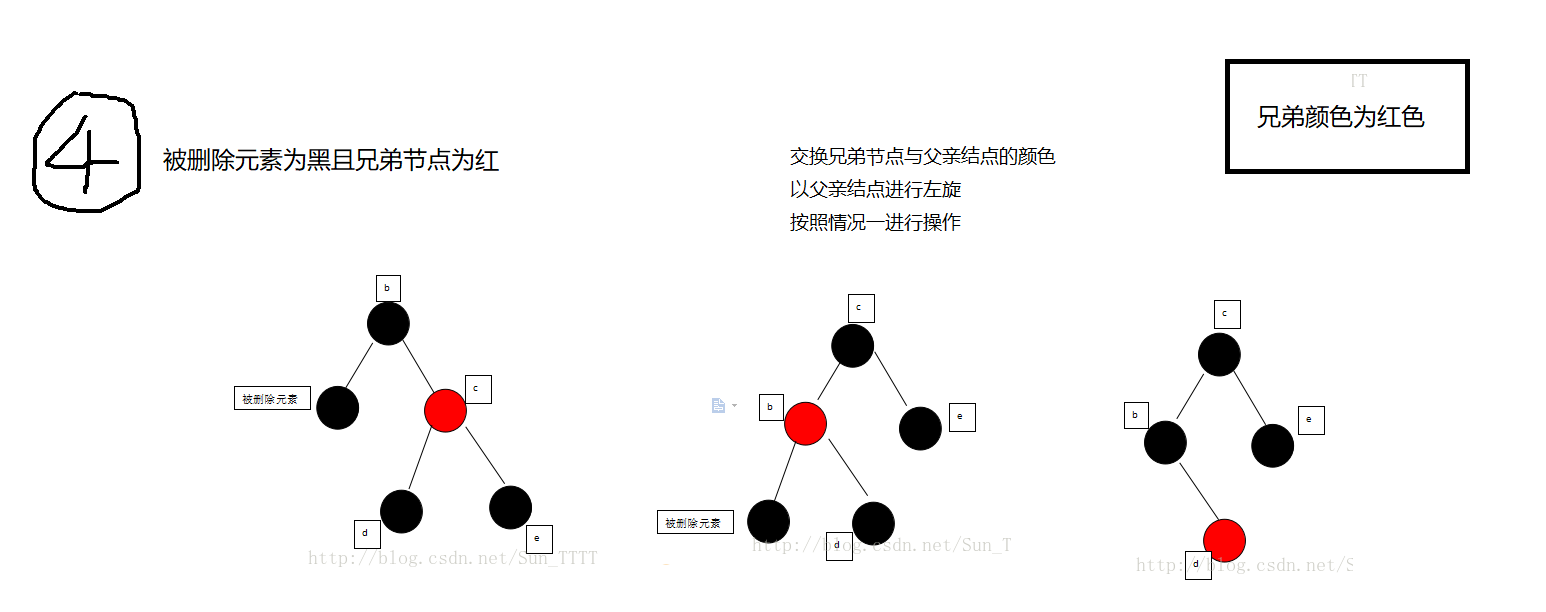 TT
兄弟颜色为红色
4
被删除元素为黑且兄弟节点为红
交换兄弟节点与父亲结点的颜色
以父亲结点进行左旋
按照情况一进行操作
b
被删除元素
c
d
e
http://blog.csdn.net/Sun_TTTT
c
b
e
被删除元素
d
http://blog.csdn.net/Sun_T
c
b
e
d
http://blog.csdn.net/S